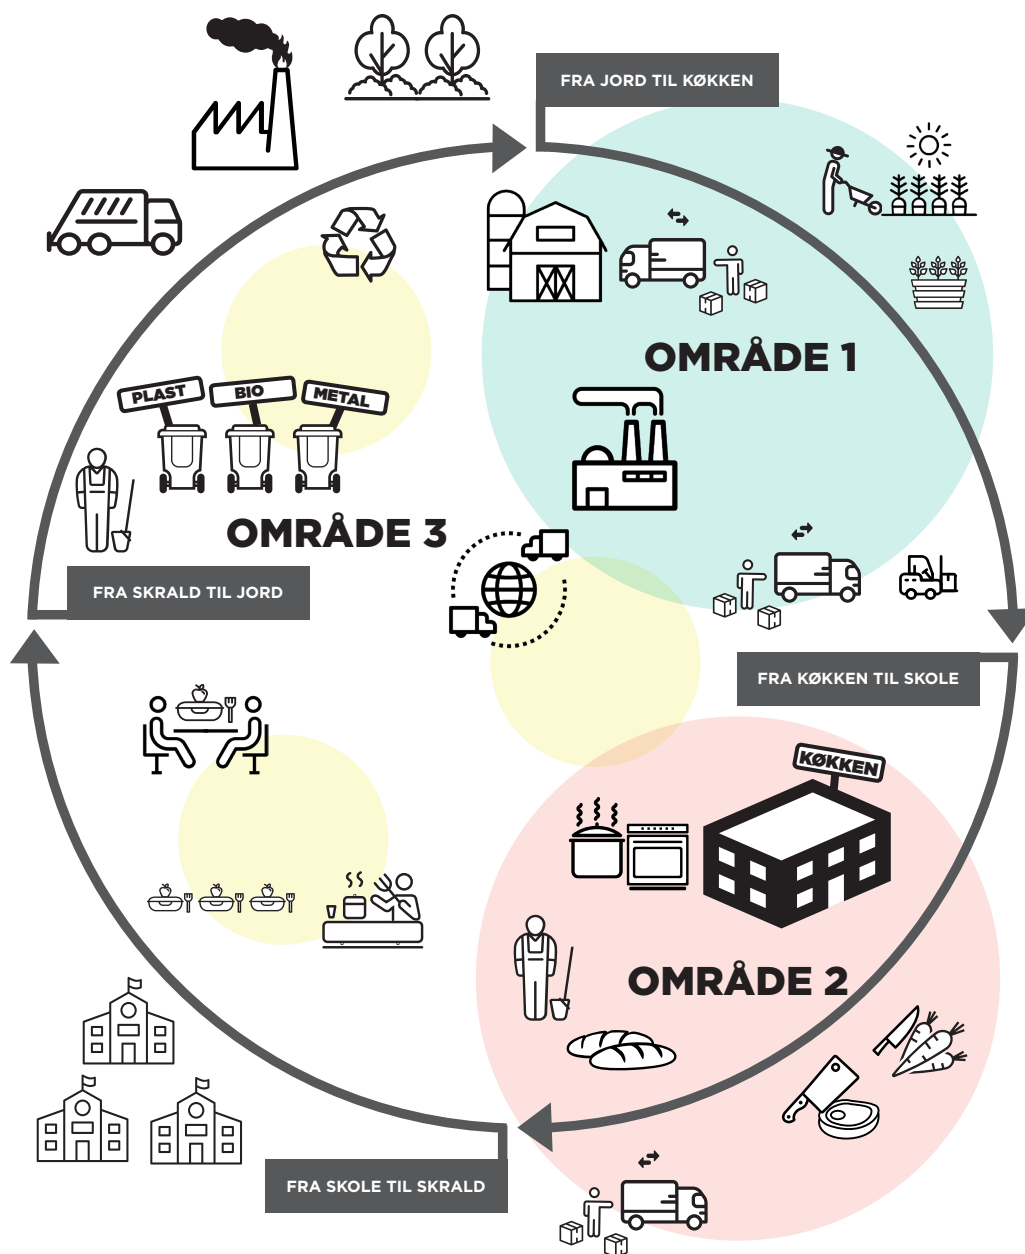 FRA JORD TIL KØKKEN
OMRÅDE 1
PLAST
BIO
METAL
OMRÅDE 3
FRA SKRALD TIL JORD
FRA KØKKEN TIL SKOLE
KØKKEN
OMRÅDE 2
FRA SKOLE TIL SKRALD